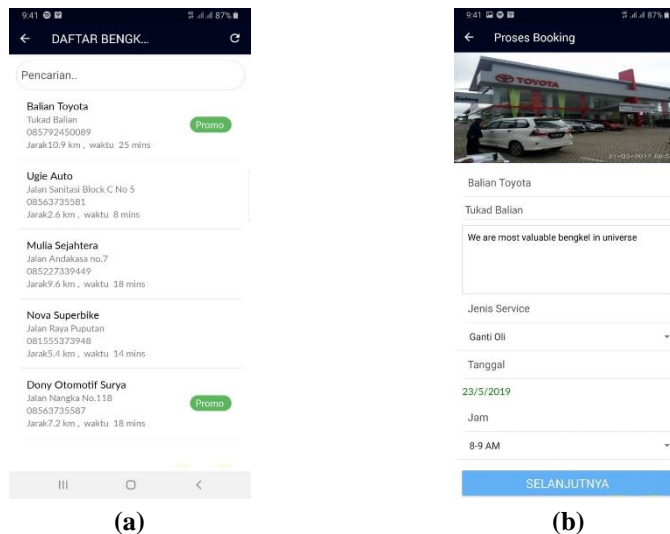 9:41
87%
DAFTAR BENGK...
Pencarian..
Balian Toyota
Tukad Balian
085792450089
Promo
Jarak10.9 km , waktu 25 mins
Ugie Auto
Jalan Sanitasi Block C No 5
08563735581
Jarak2.6 km , waktu 8 mins
Mulia Sejahtera
Jalan Andakasa no.7
085227339449
Jarak9.6 km , waktu 18 mins
Nova Superbike
Jalan Raya Puputan
081555373948
Jarak5.4 km , waktu 14 mins
Dony Otomotif Surya
Jalan Nangka No.118
08563735587
Promo
Jarak7.2 km , waktu 18 mins
(a)
9:41
87%
Proses Booking
TOYOTA
Balian Toyota
Tukad Balian
We are most valuable bengkel in universe
Jenis Service
Ganti Oli
Tanggal
23/5/2019
Jam
8-9 AM
SELANJUTNYA
(b)